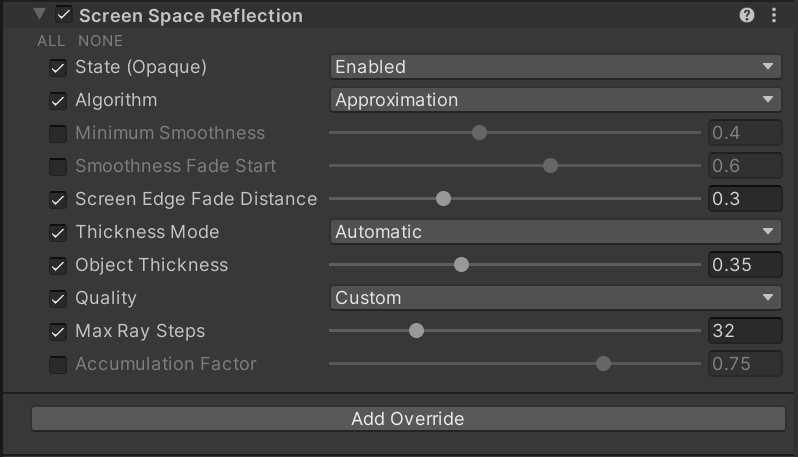 Screen Space Reflection
ALL NONE
State (Opaque) Enabled
Algorithm Approximation
Minimum Smoothness 0.4
Smoothness Fade Start 0.6
Screen Edge Fade Distance 0.3
Thickness Mode Automatic
Object Thickness 0.35
Quality Custom
Max Ray Steps 32
Accumulation Factor 0.75
Add Override